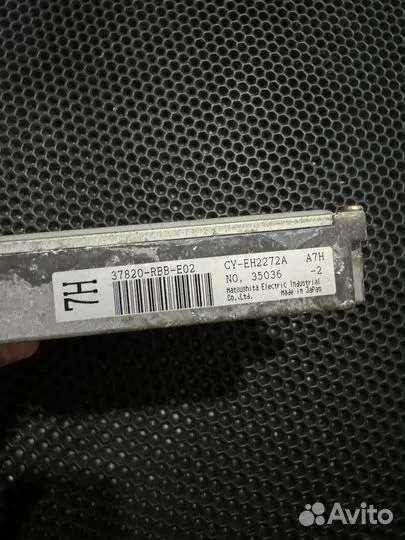 7H
37820-RBB-E02
CY-EH2272A A7H
NO. 35036 -2
Matsushita Electric Industrial
Co.,Ltd. Made in Japan
Avito